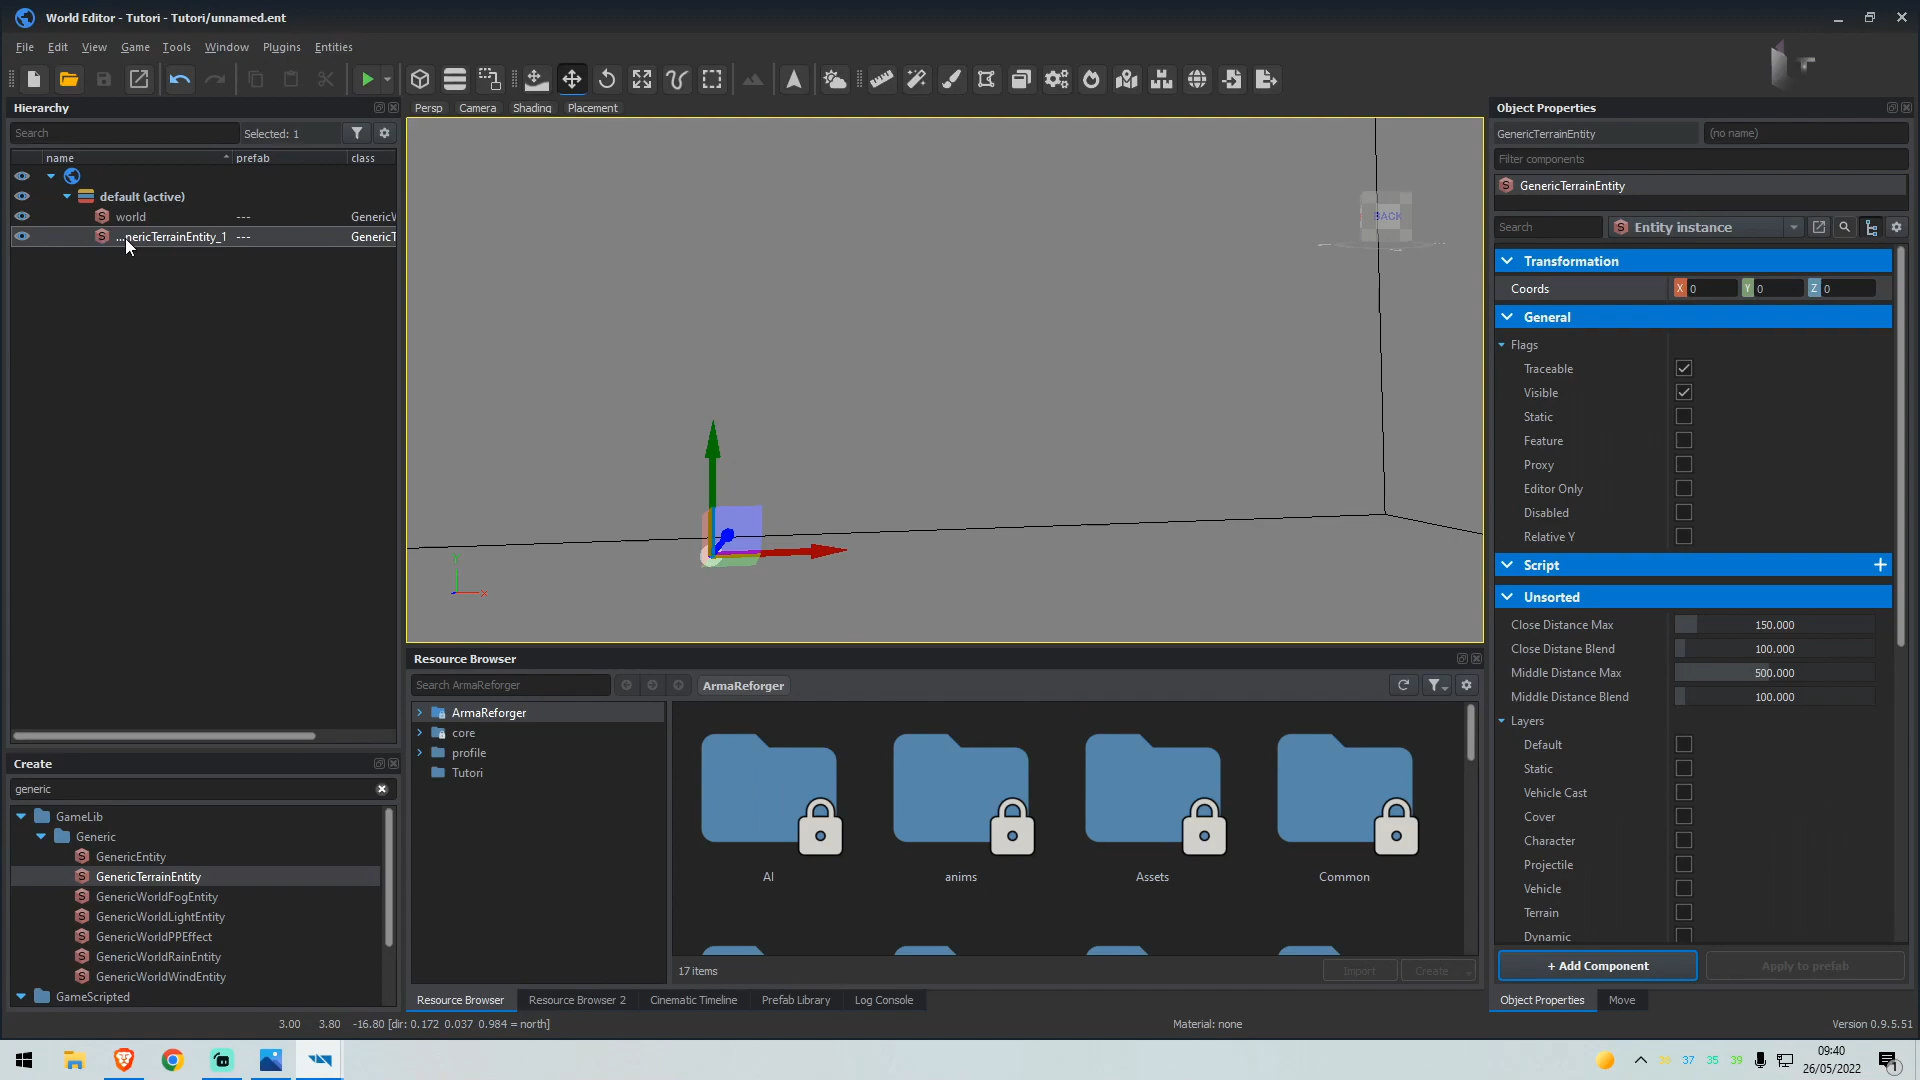 World Editor - Tutori - Tutori/unnamed.ent
File Edit View Game Tools Window Plugins Entities
Hierarchy
Search
Selected: 1
name prefab class
default (active)
world --- GenericW
...nericTerrainEntity_1 --- GenericT
Persp Camera Shading Placement
BACK
Y
X
Create
generic
GameLib
Generic
GenericEntity
GenericTerrainEntity
GenericWorldFogEntity
GenericWorldLightEntity
GenericWorldPPEffect
GenericWorldRainEntity
GenericWorldWindEntity
GameScripted
Resource Browser
Search ArmaReforger
ArmaReforger
ArmaReforger
core
profile
Tutori
AI anims Assets Common
17 items
Import Create
Resource Browser Resource Browser 2 Cinematic Timeline Prefab Library Log Console
Object Properties
GenericTerrainEntity (no name)
Filter components
GenericTerrainEntity
Search Entity instance
Transformation
Coords X 0 Y 0 Z 0
General
Flags
Traceable
Visible
Static
Feature
Proxy
Editor Only
Disabled
Relative Y
Script
Unsorted
Close Distance Max 150.000
Close Distane Blend 100.000
Middle Distance Max 500.000
Middle Distance Blend 100.000
Layers
Default
Static
Vehicle Cast
Cover
Character
Projectile
Vehicle
Terrain
Dynamic
+ Add Component Apply to prefab
Object Properties Move
3.00 3.80 -16.80 [dir: 0.172 0.037 0.984 = north]
Material: none
Version 0.9.5.51
37 35 39
09:40
26/05/2022
1